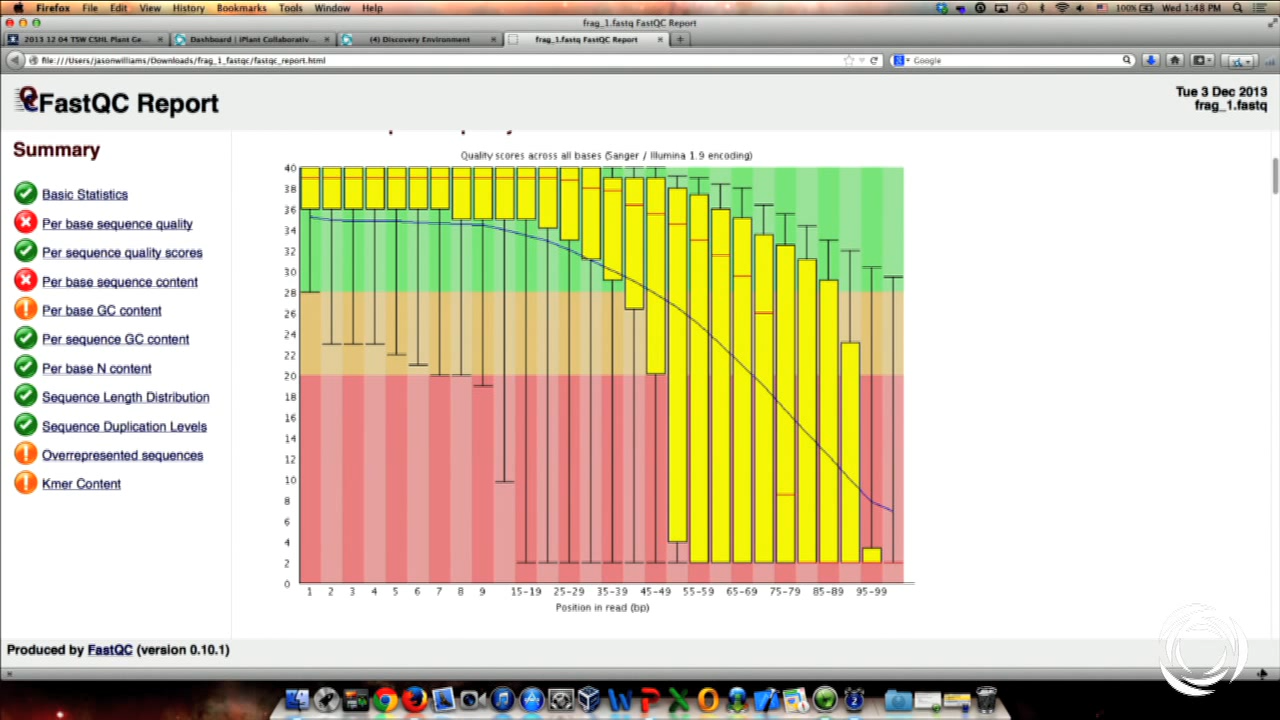 Firefox File Edit View History Bookmarks Tools Window Help
100% Wed 1:48 PM
frag_1.fastq FastQC Report
2013 12 04 TSW CSHL Plant Ge...
Dashboard | iPlant Collaborativ...
(4) Discovery Environment
frag_1.fastq FastQC Report
file:///Users/jasonwilliams/Downloads/frag_1_fastqc/fastqc_report.html
Google
FastQC Report
Tue 3 Dec 2013
frag_1.fastq
Summary
Basic Statistics
Per base sequence quality
Per sequence quality scores
Per base sequence content
Per base GC content
Per sequence GC content
Per base N content
Sequence Length Distribution
Sequence Duplication Levels
Overrepresented sequences
Kmer Content
Quality scores across all bases (Sanger / Illumina 1.9 encoding)
40
38
36
34
32
30
28
26
24
22
20
18
16
14
12
10
8
6
4
2
0
1 2 3 4 5 6 7 8 9 15-19 25-29 35-39 45-49 55-59 65-69 75-79 85-89 95-99
Position in read (bp)
Produced by FastQC (version 0.10.1)